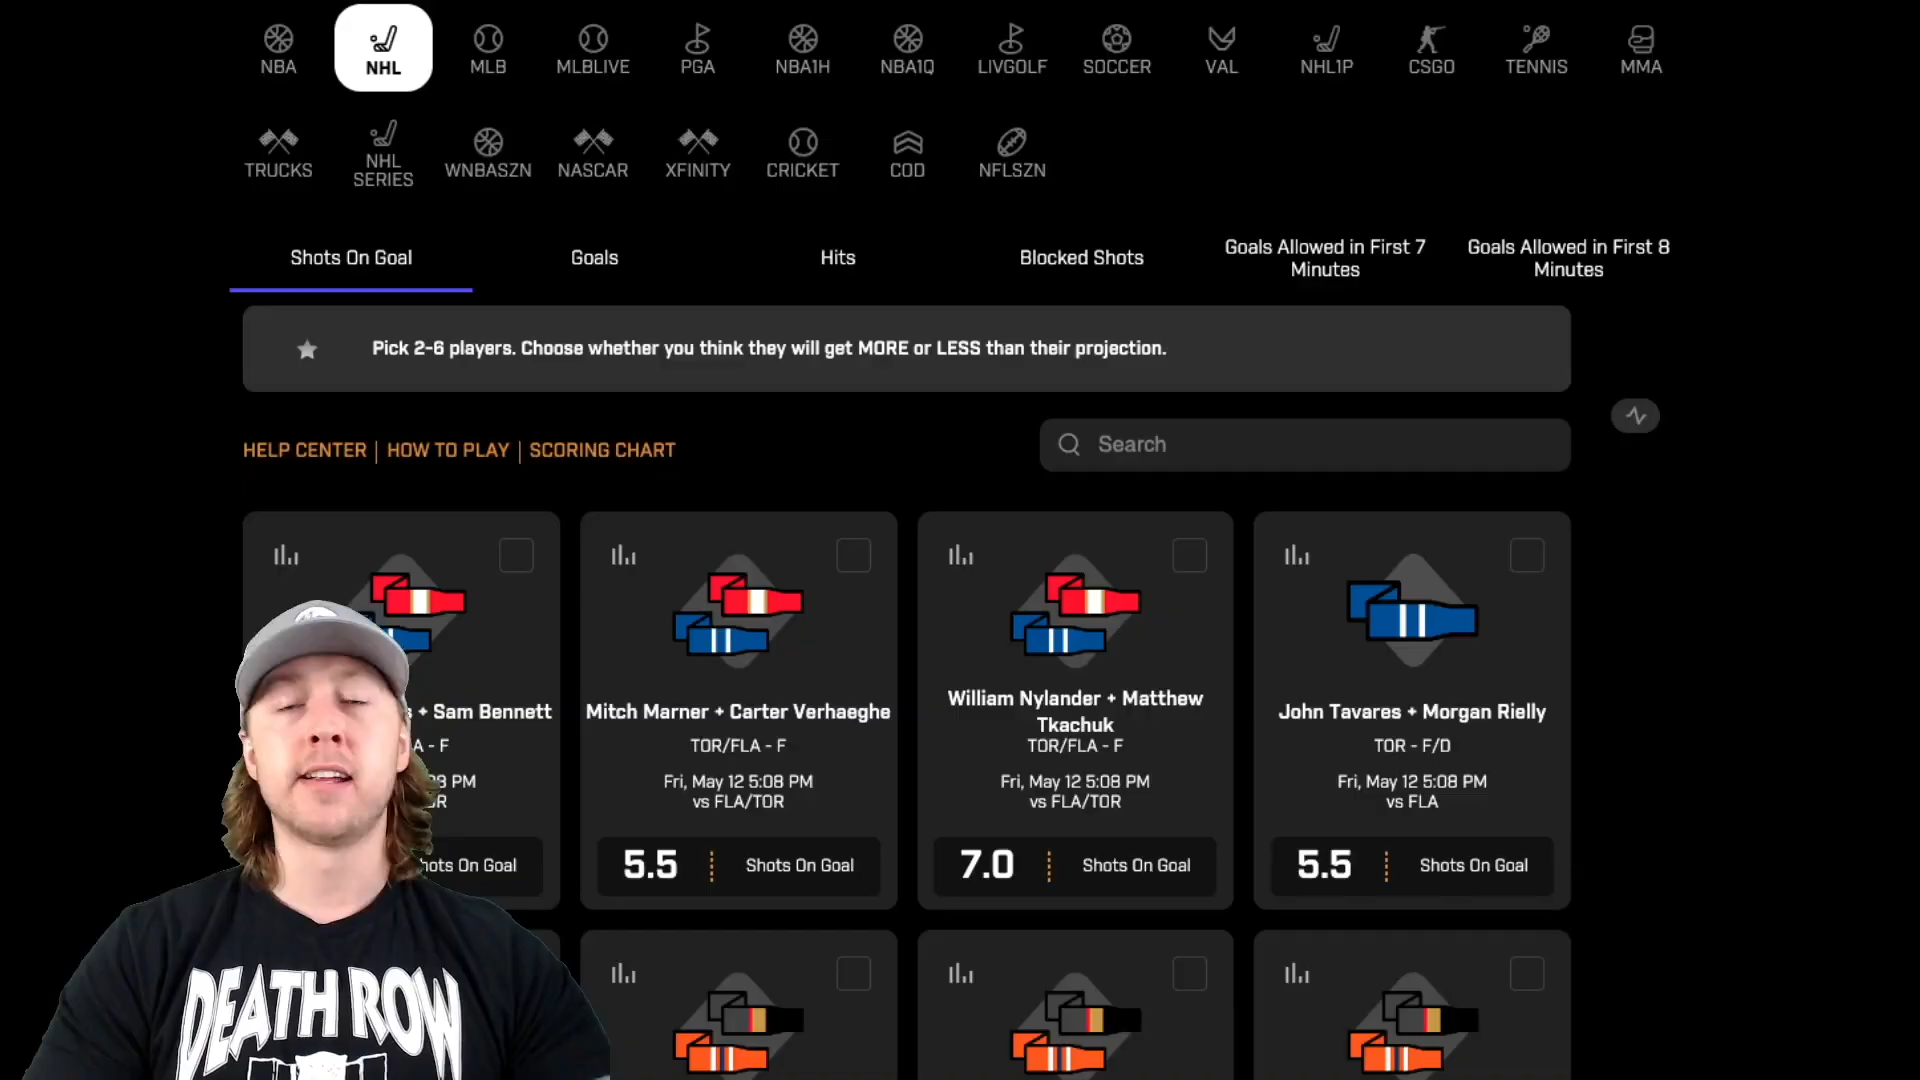 NBA
NHL
MLB
MLBLIVE
PGA
NBA1H
NBA1Q
LIVGOLF
SOCCER
VAL
NHL1P
CSGO
TENNIS
MMA
TRUCKS
NHL
SERIES
WNBASZN
NASCAR
XFINITY
CRICKET
COD
NFLSZN
Shots On Goal
Goals
Hits
Blocked Shots
Goals Allowed in First 7
Minutes
Goals Allowed in First 8
Minutes
Pick 2-6 players. Choose whether you think they will get MORE or LESS than their projection.
HELP CENTER | HOW TO PLAY | SCORING CHART
Search
+ Sam Bennett
- F
PM
Shots On Goal
Mitch Marner + Carter Verhaeghe
TOR/FLA - F
Fri, May 12 5:08 PM
vs FLA/TOR
5.5
Shots On Goal
William Nylander + Matthew
Tkachuk
TOR/FLA - F
Fri, May 12 5:08 PM
vs FLA/TOR
7.0
Shots On Goal
John Tavares + Morgan Rielly
TOR - F/D
Fri, May 12 5:08 PM
vs FLA
5.5
Shots On Goal
DEATH ROW